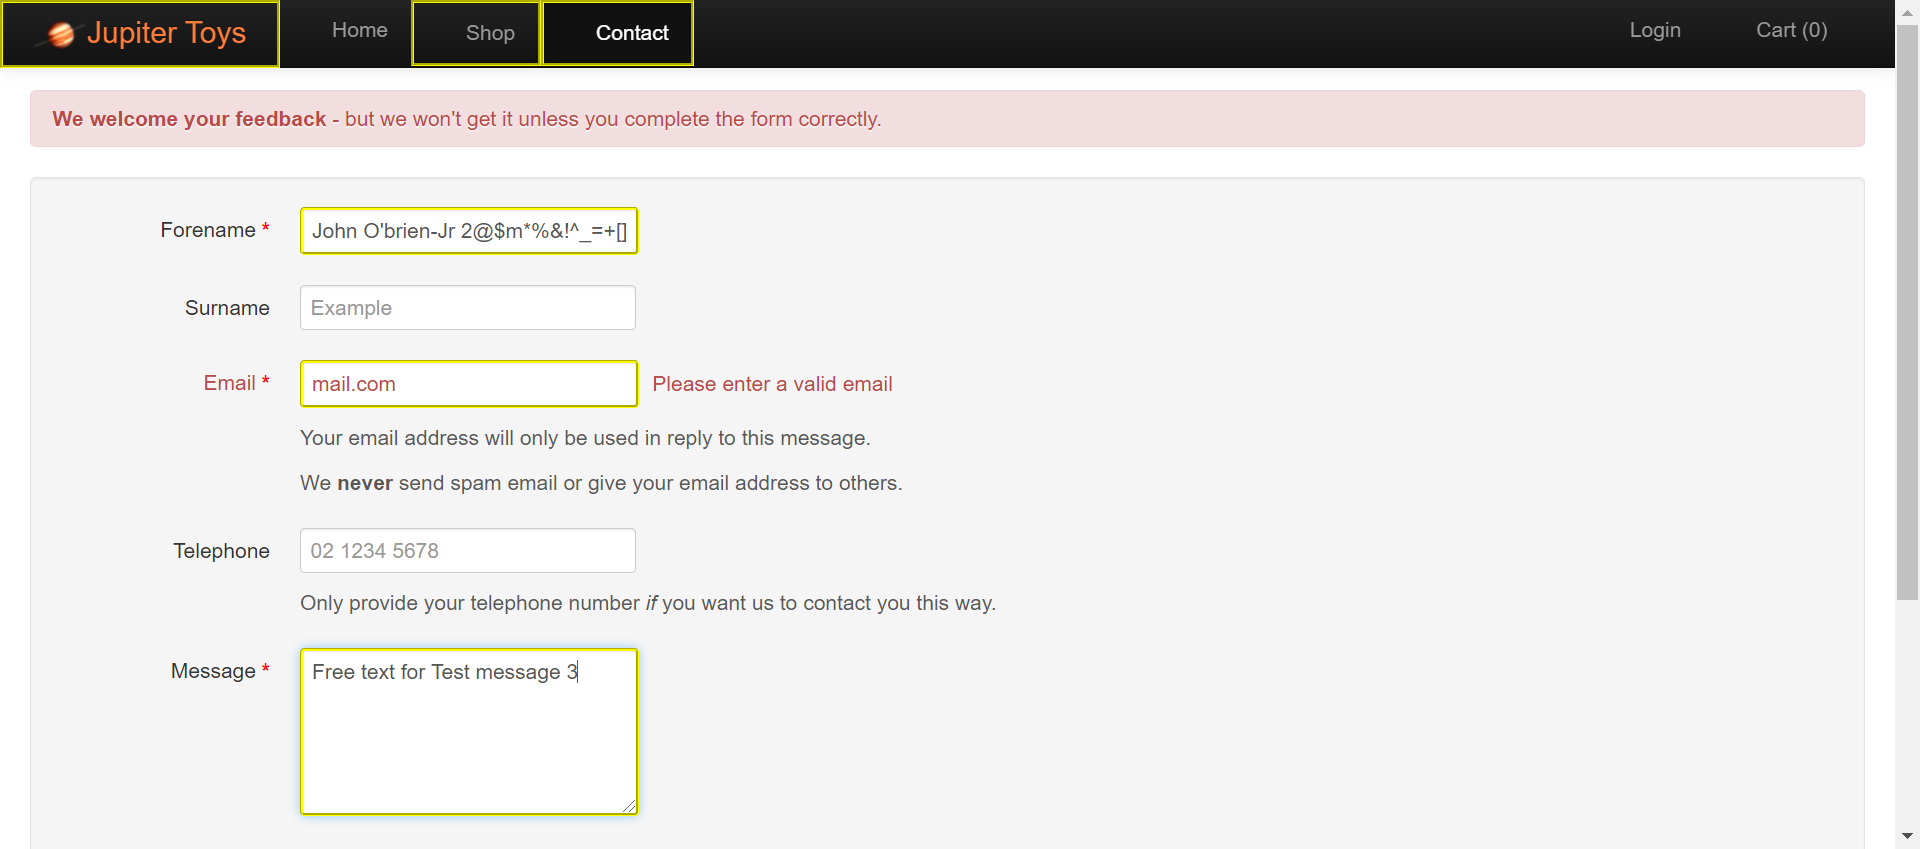 Jupiter Toys Home Shop Contact Login Cart (0)
We welcome your feedback - but we won't get it unless you complete the form correctly.
Forename * John O'brien-Jr 2@$m*%&!^_=+[]
Surname Example
Email * mail.com Please enter a valid email
Your email address will only be used in reply to this message.
We never send spam email or give your email address to others.
Telephone 02 1234 5678
Only provide your telephone number if you want us to contact you this way.
Message * Free text for Test message 3